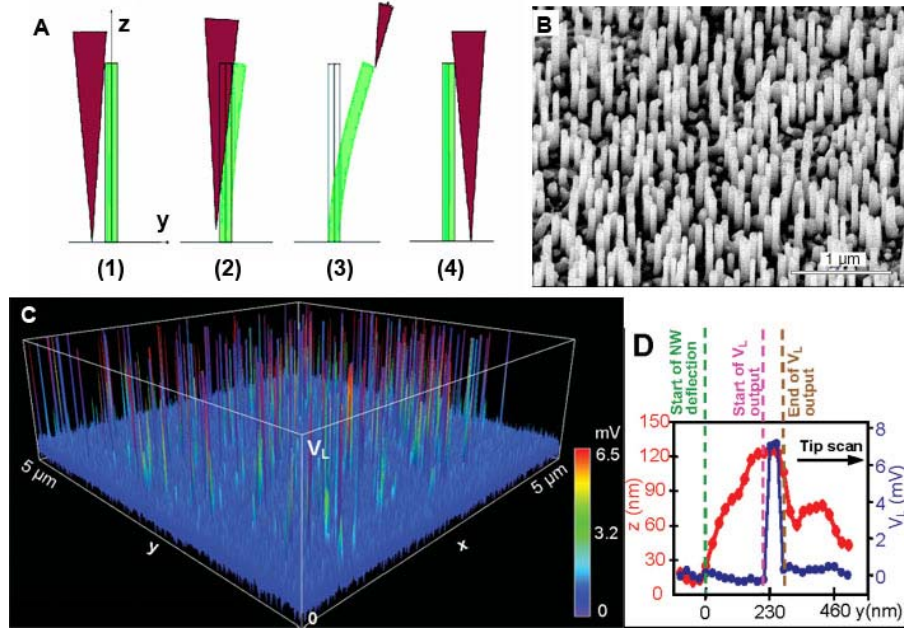 A
z
y
(1)
(2)
(3)
(4)
B
1 µm
C
V_L
5 µm
5 µm
y
x
0
mV
6.5
3.2
0
D
Start of NW
deflection
Start of V_L
output
End of V_L
output
Tip scan
150
120
90
60
30
0
z (nm)
8
6
4
2
0
V_L (mV)
0
230
460
y(nm)